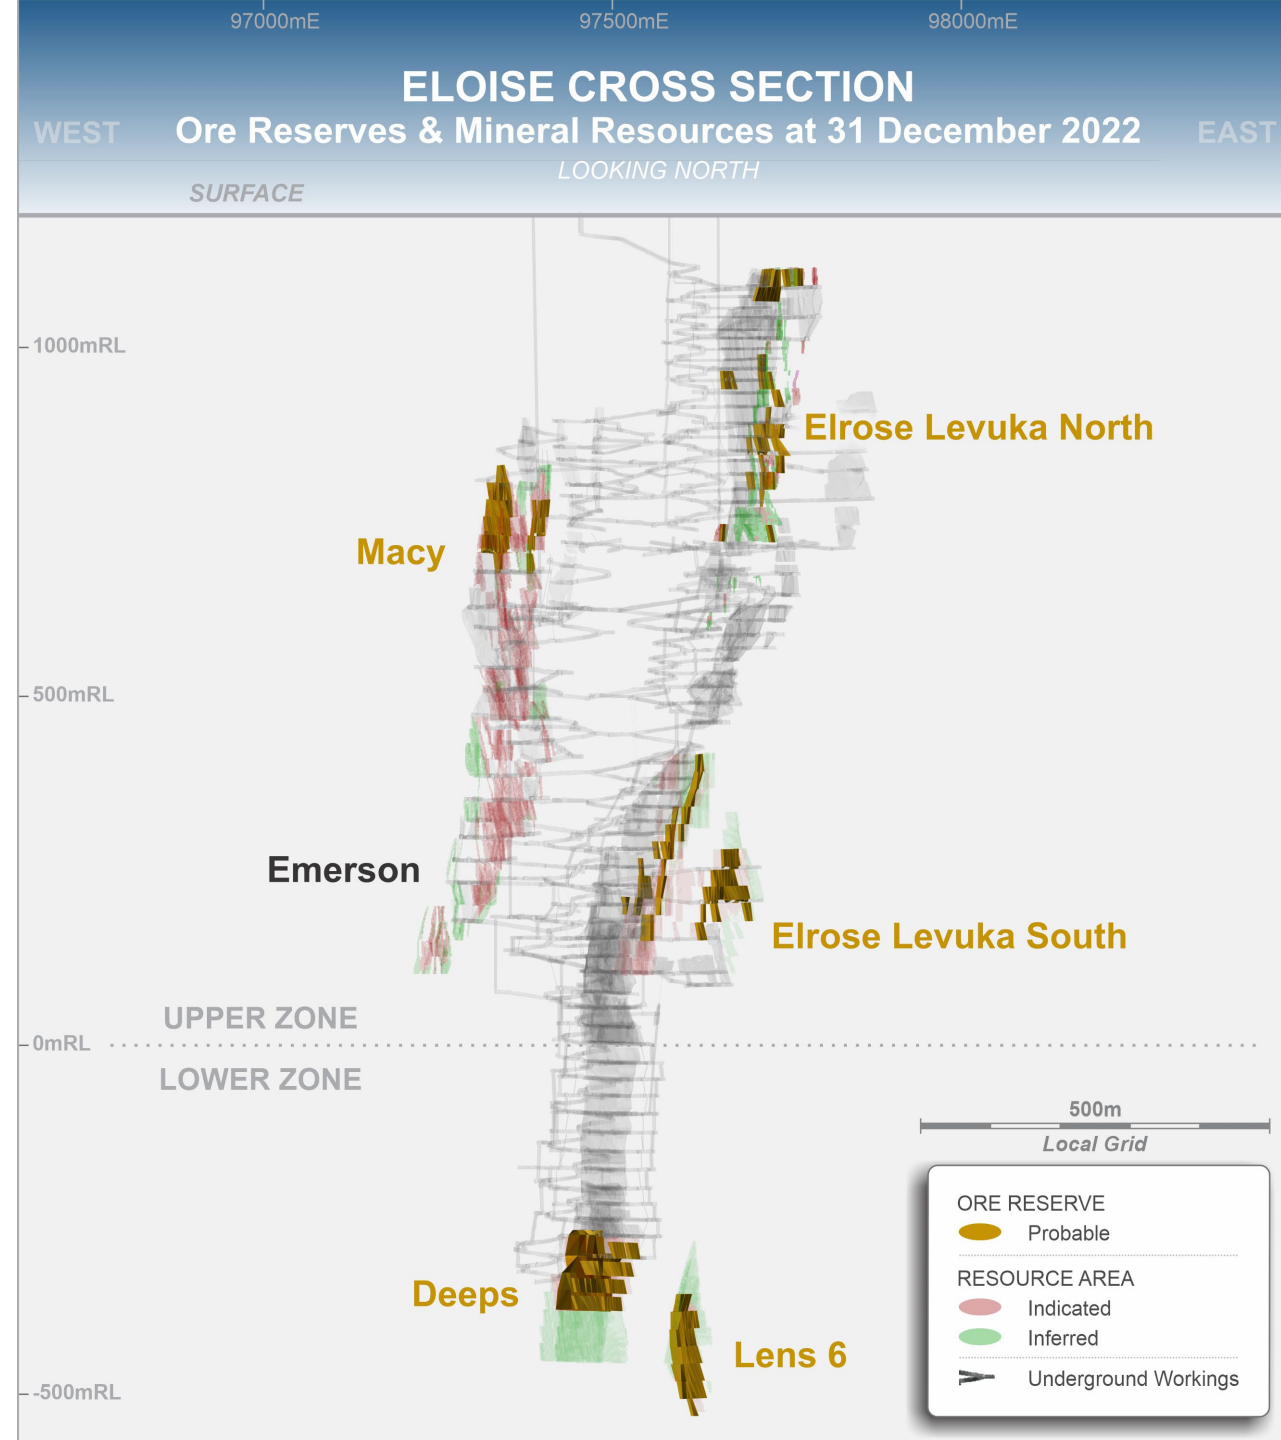 97000mE 97500mE 98000mE
ELOISE CROSS SECTION
WEST Ore Reserves & Mineral Resources at 31 December 2022 EAST
LOOKING NORTH
SURFACE
1000mRL
Elrose Levuka North
Macy
500mRL
Emerson
Elrose Levuka South
UPPER ZONE
0mRL
LOWER ZONE
500m
Local Grid
ORE RESERVE
Probable
RESOURCE AREA
Indicated
Inferred
Underground Workings
Deeps
Lens 6
-500mRL